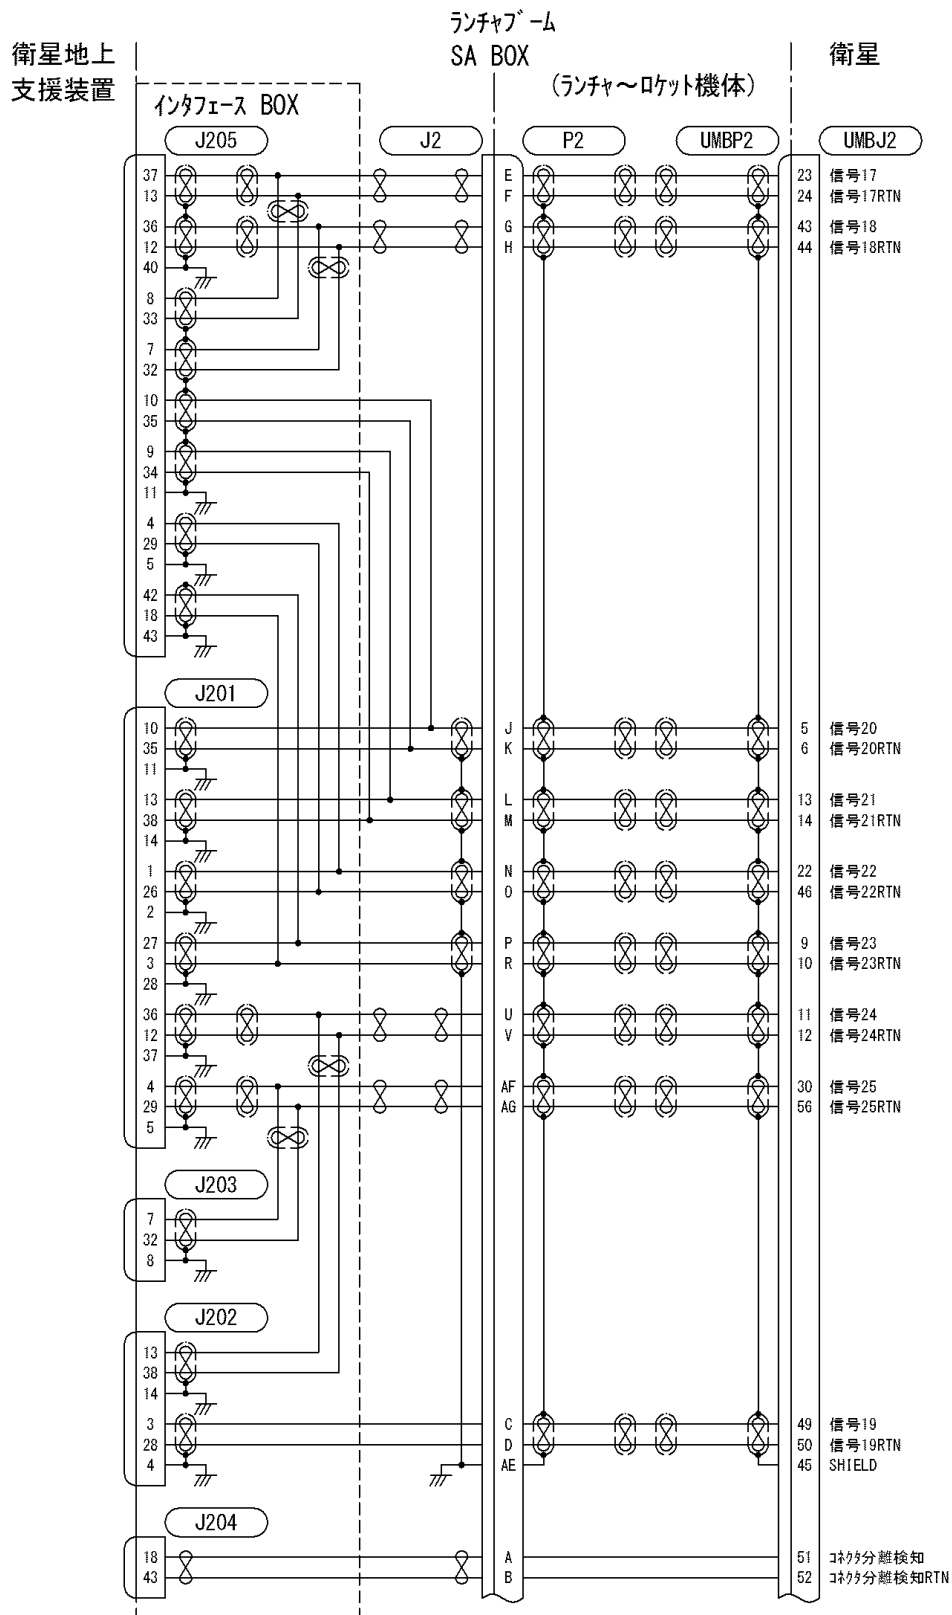 ランチャブーム
衛星地上
SA BOX
衛星
支援装置
(ランチャ～ロケット機体)
インタフェース BOX
J205 J2 P2 UMBP2 UMBJ2
37 E 23 信号17
13 F 24 信号17RTN
36 G 43 信号18
12 H 44 信号18RTN
40
8
33
7
32
10
35
9
34
11
4
29
5
42
18
43
J201
10 J 5 信号20
35 K 6 信号20RTN
11
13 L 13 信号21
38 M 14 信号21RTN
14
1 N 22 信号22
26 O 46 信号22RTN
2
27 P 9 信号23
3 R 10 信号23RTN
28
36 U 11 信号24
12 V 12 信号24RTN
37
4 AF 30 信号25
29 AG 56 信号25RTN
5
J203
7
32
8
J202
13
38
14
3 C 49 信号19
28 D 50 信号19RTN
4 AE 45 SHIELD
J204
18 A 51 コネクタ分離検知
43 B 52 コネクタ分離検知RTN